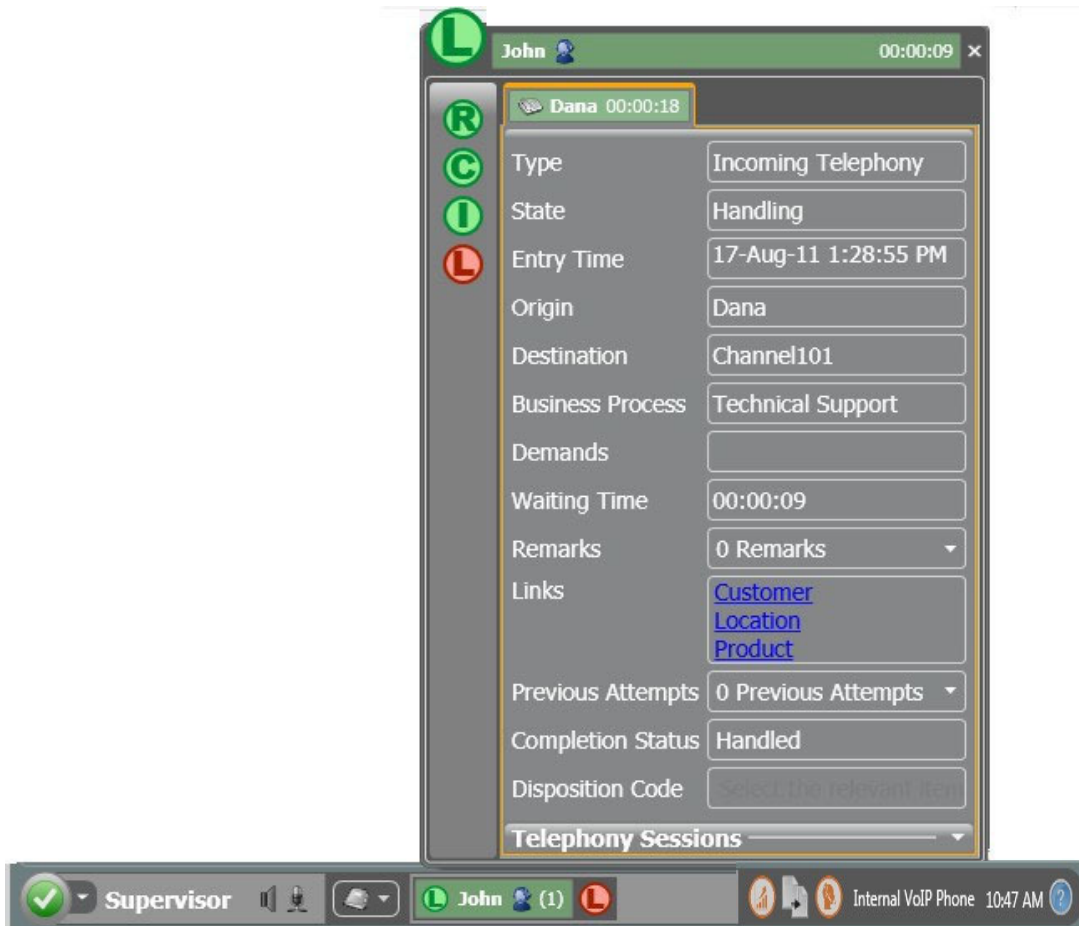 L John 00:00:09 ×
Dana 00:00:18
R
C
I
L
Type Incoming Telephony
State Handling
Entry Time 17-Aug-11 1:28:55 PM
Origin Dana
Destination Channel101
Business Process Technical Support
Demands
Waiting Time 00:00:09
Remarks 0 Remarks
Links Customer
Location
Product
Previous Attempts 0 Previous Attempts
Completion Status Handled
Disposition Code Select the relevant item
Telephony Sessions
Supervisor L John (1) L Internal VoIP Phone 10:47 AM ?